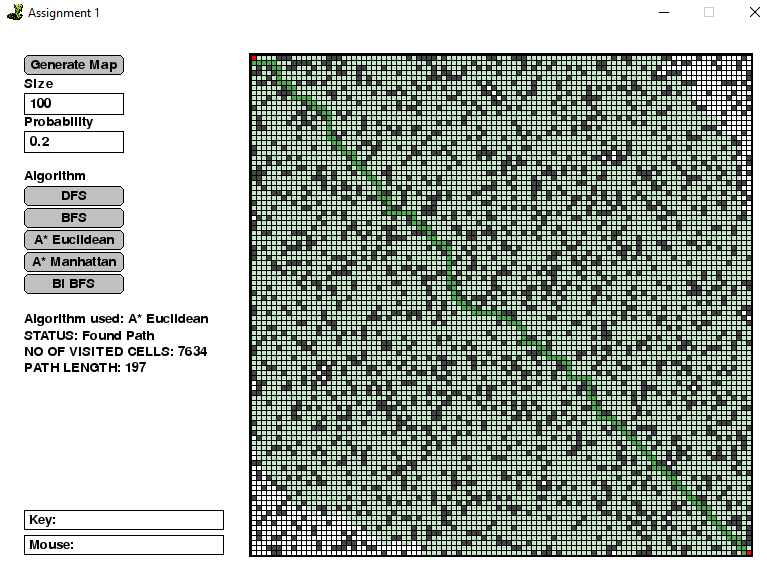 Assignment 1
Generate Map
Size
100
Probability
0.2
Algorithm
DFS
BFS
A* Euclidean
A* Manhattan
BI BFS
Algorithm used: A* Euclidean
STATUS: Found Path
NO OF VISITED CELLS: 7634
PATH LENGTH: 197
Key:
Mouse: